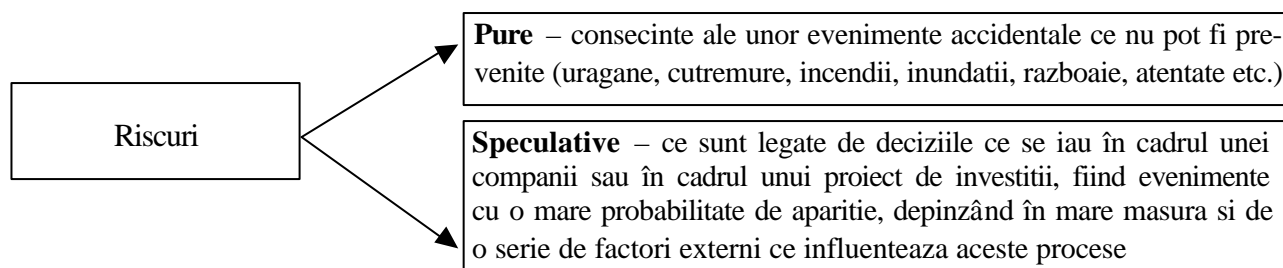 Riscuri
Pure – consecinte ale unor evenimente accidentale ce nu pot fi pre-
venite (uragane, cutremure, incendii, inundatii, razboaie, atentate etc.)
Speculative – ce sunt legate de deciziile ce se iau în cadrul unei
companii sau în cadrul unui proiect de investitii, fiind evenimente
cu o mare probabilitate de aparitie, depinzând în mare masura si de
o serie de factori externi ce influenteaza aceste procese